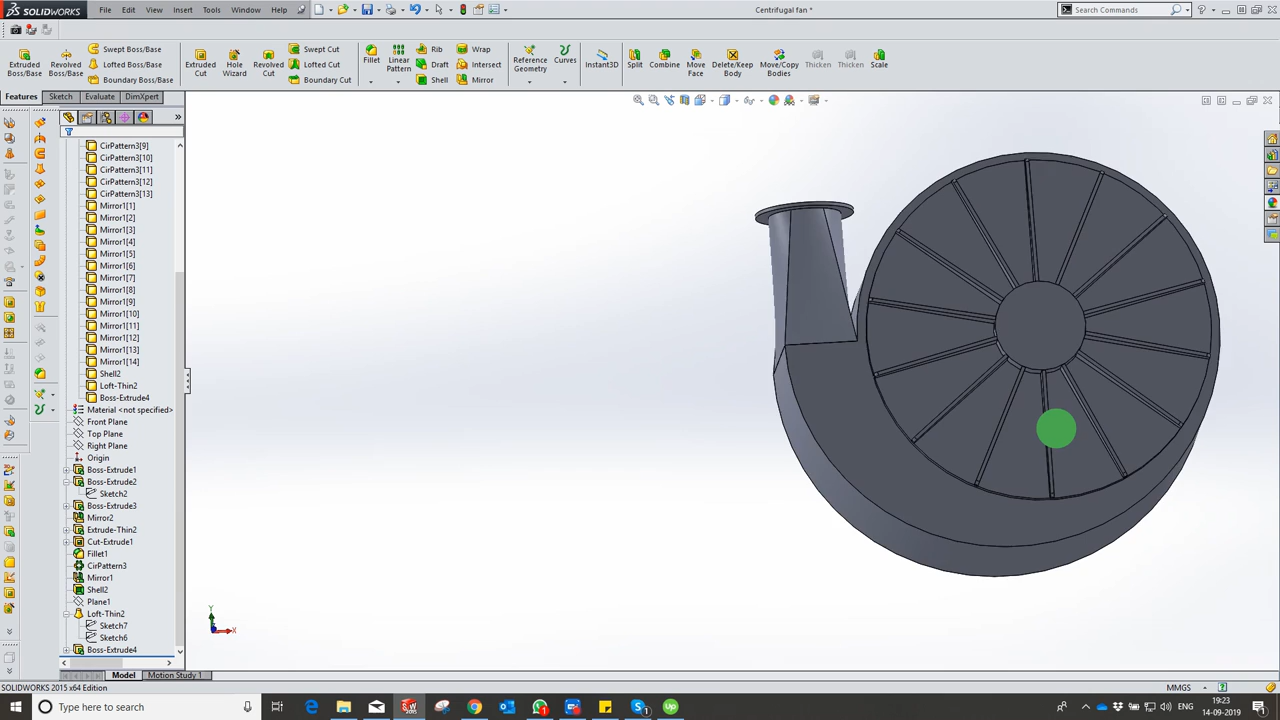 SOLIDWORKS File Edit View Insert Tools Window Help Centrifugal fan * Search Commands
Extruded Boss/Base
Revolved Boss/Base
Swept Boss/Base
Lofted Boss/Base
Boundary Boss/Base
Extruded Cut
Hole Wizard
Revolved Cut
Swept Cut
Lofted Cut
Boundary Cut
Fillet
Linear Pattern
Rib
Draft
Shell
Wrap
Intersect
Mirror
Reference Geometry
Curves
Instant3D
Split
Combine
Move Face
Delete/Keep Body
Move/Copy Bodies
Thicken
Thicken
Scale
Features Sketch Evaluate DimXpert
CirPattern3[9]
CirPattern3[10]
CirPattern3[11]
CirPattern3[12]
CirPattern3[13]
Mirror1[1]
Mirror1[2]
Mirror1[3]
Mirror1[4]
Mirror1[5]
Mirror1[6]
Mirror1[7]
Mirror1[8]
Mirror1[9]
Mirror1[10]
Mirror1[11]
Mirror1[12]
Mirror1[13]
Mirror1[14]
Shell2
Loft-Thin2
Boss-Extrude4
Material <not specified>
Front Plane
Top Plane
Right Plane
Origin
Boss-Extrude1
Boss-Extrude2
Sketch2
Boss-Extrude3
Mirror2
Extrude-Thin2
Cut-Extrude1
Fillet1
CirPattern3
Mirror1
Shell2
Plane1
Loft-Thin2
Sketch7
Sketch6
Boss-Extrude4
Y
X
Model Motion Study 1
SOLIDWORKS 2015 x64 Edition MMGS
Type here to search
ENG
19:23
14-09-2019